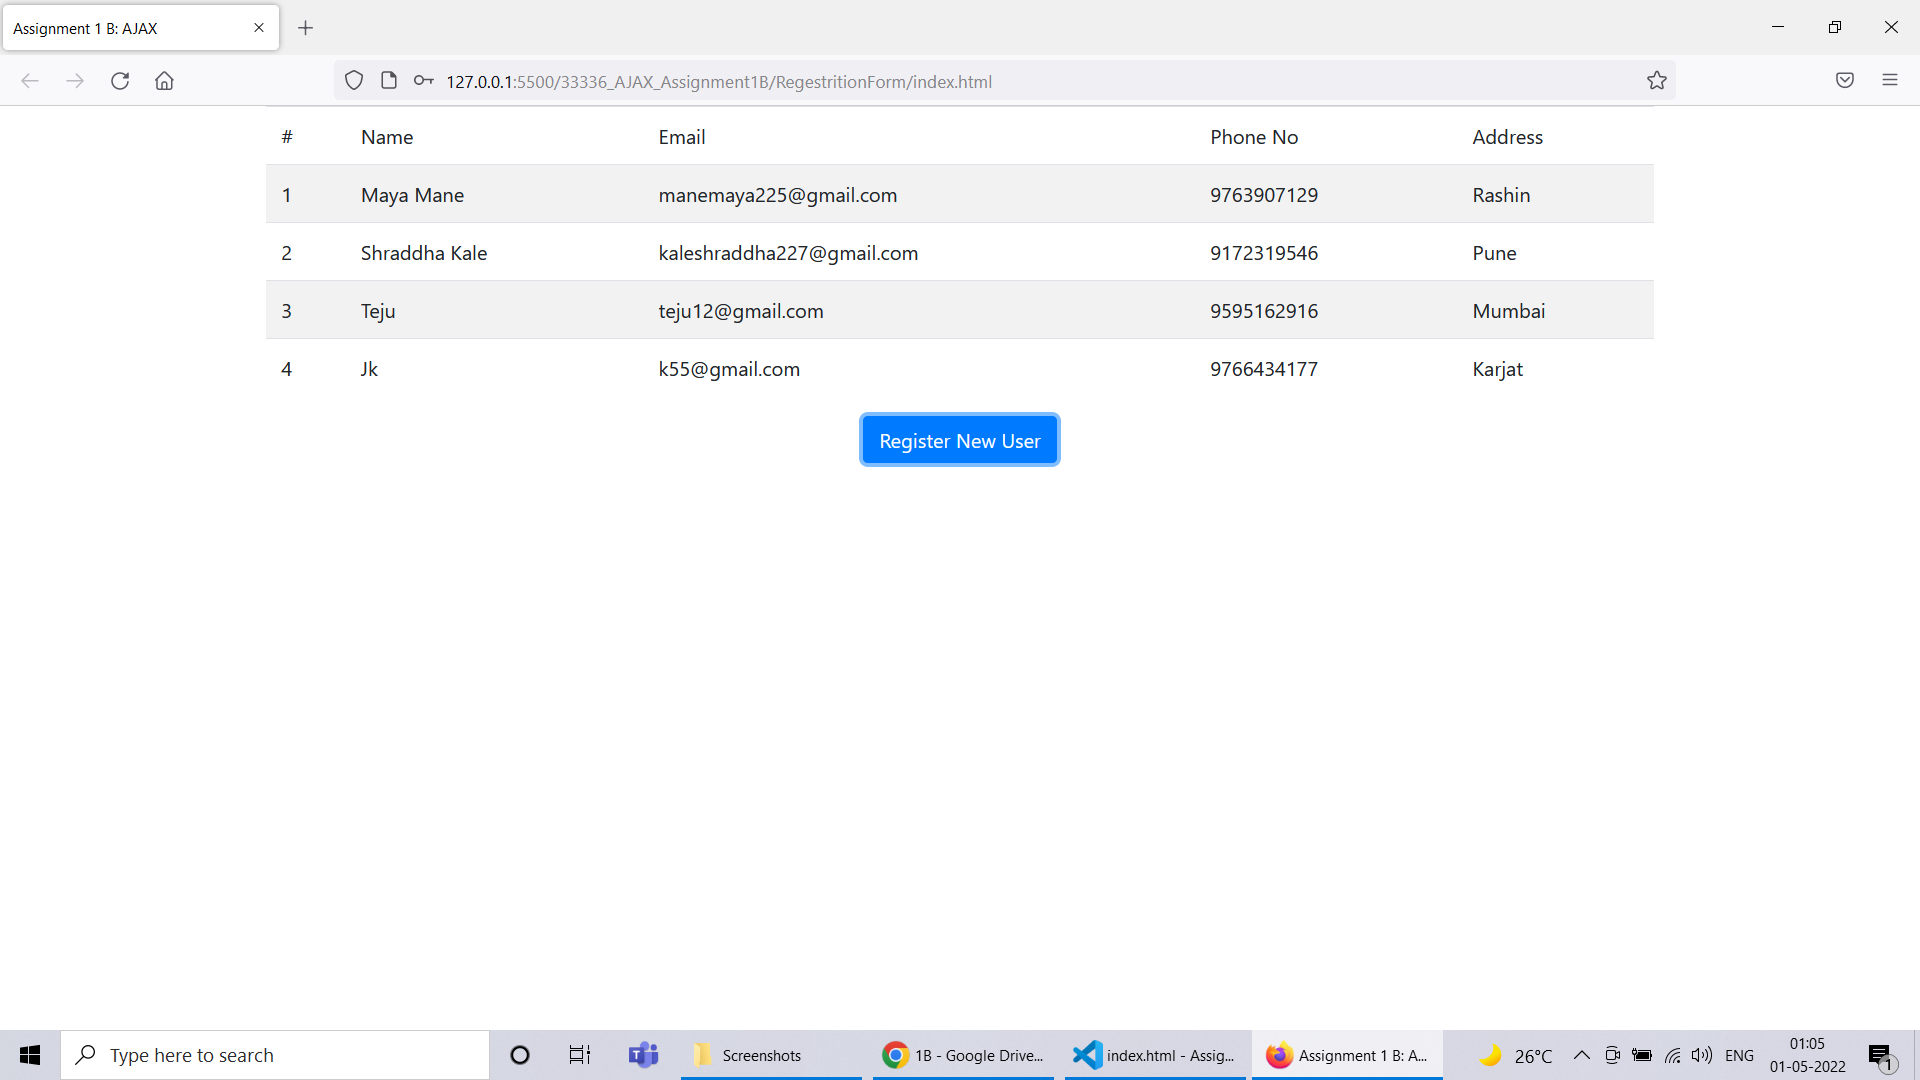 Assignment 1 B: AJAX
127.0.0.1:5500/33336_AJAX_Assignment1B/RegestritionForm/index.html
# Name Email Phone No Address
1 Maya Mane manemaya225@gmail.com 9763907129 Rashin
2 Shraddha Kale kaleshraddha227@gmail.com 9172319546 Pune
3 Teju teju12@gmail.com 9595162916 Mumbai
4 Jk k55@gmail.com 9766434177 Karjat
Register New User
Type here to search
Screenshots
1B - Google Drive...
index.html - Assig...
Assignment 1 B: A...
26°C
ENG
01:05
01-05-2022
1